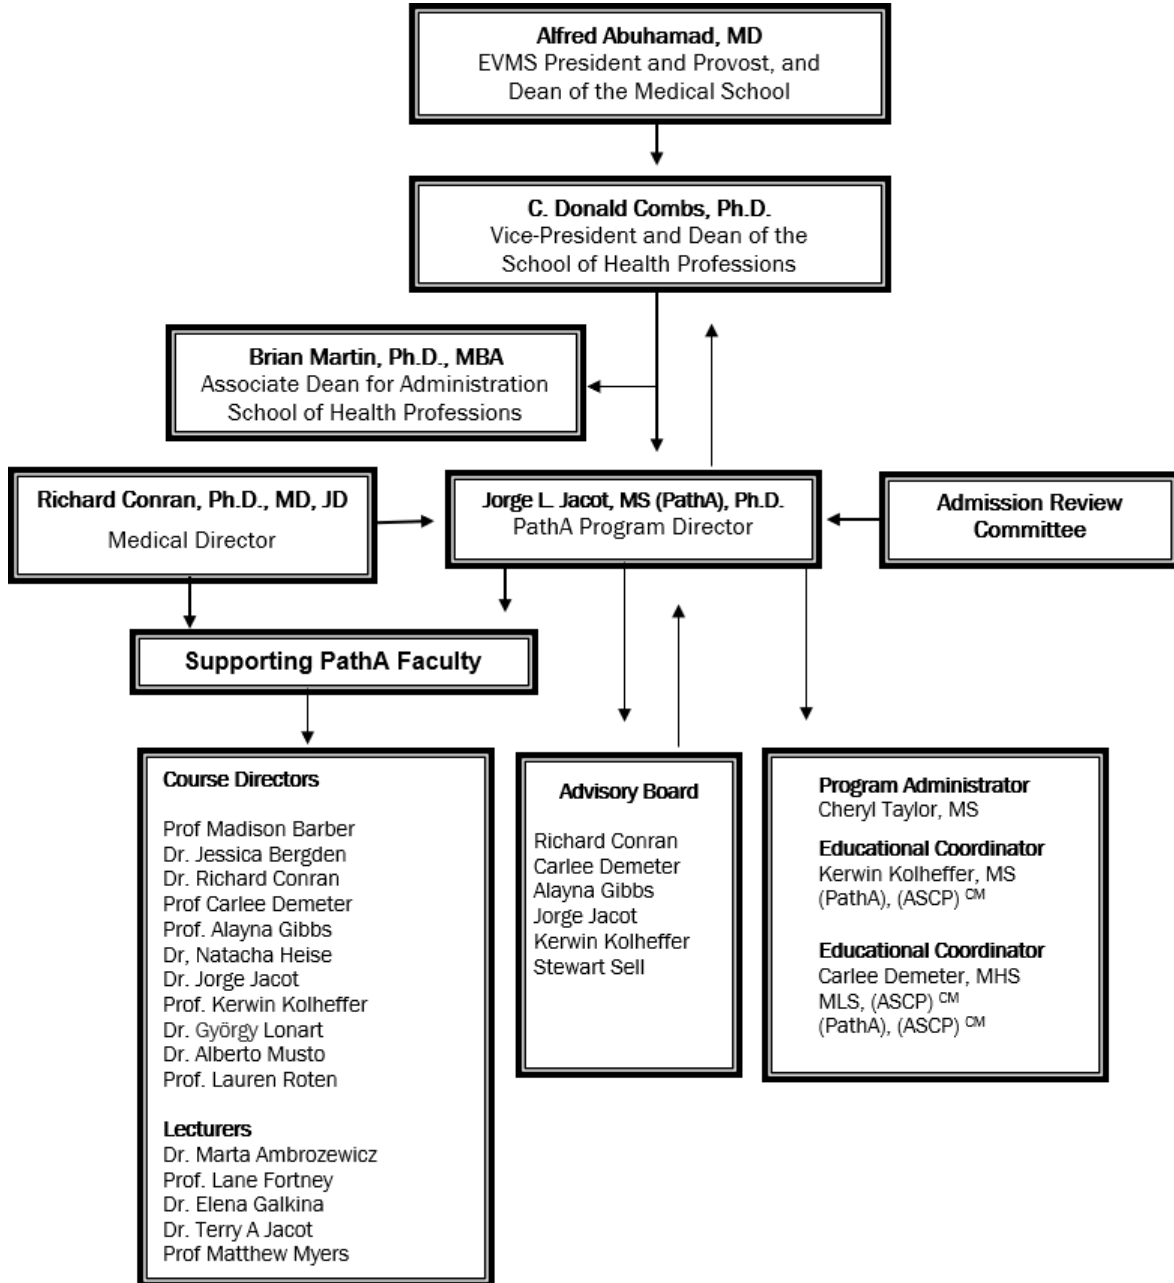 Alfred Abuhamad, MD
EVMS President and Provost, and
Dean of the Medical School
C. Donald Combs, Ph.D.
Vice-President and Dean of the
School of Health Professions
Brian Martin, Ph.D., MBA
Associate Dean for Administration
School of Health Professions
Richard Conran, Ph.D., MD, JD
Medical Director
Jorge L. Jacot, MS (PathA), Ph.D.
PathA Program Director
Admission Review
Committee
Supporting PathA Faculty
Course Directors
Prof Madison Barber
Dr. Jessica Bergden
Dr. Richard Conran
Prof Carlee Demeter
Prof. Alayna Gibbs
Dr, Natacha Heise
Dr. Jorge Jacot
Prof. Kerwin Kolheffer
Dr. György Lonart
Dr. Alberto Musto
Prof. Lauren Roten
Lecturers
Dr. Marta Ambrozewicz
Prof. Lane Fortney
Dr. Elena Galkina
Dr. Terry A Jacot
Prof Matthew Myers
Advisory Board
Richard Conran
Carlee Demeter
Alayna Gibbs
Jorge Jacot
Kerwin Kolheffer
Stewart Sell
Program Administrator
Cheryl Taylor, MS
Educational Coordinator
Kerwin Kolheffer, MS
(PathA), (ASCP) CM
Educational Coordinator
Carlee Demeter, MHS
MLS, (ASCP) CM
(PathA), (ASCP) CM